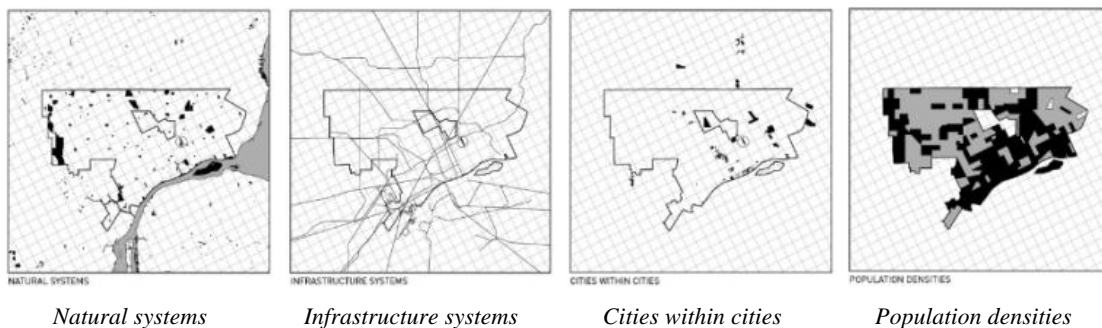 NATURAL SYSTEMS
INFRASTRUCTURE SYSTEMS
CITIES WITHIN CITIES
POPULATION DENSITIES
Natural systems
Infrastructure systems
Cities within cities
Population densities